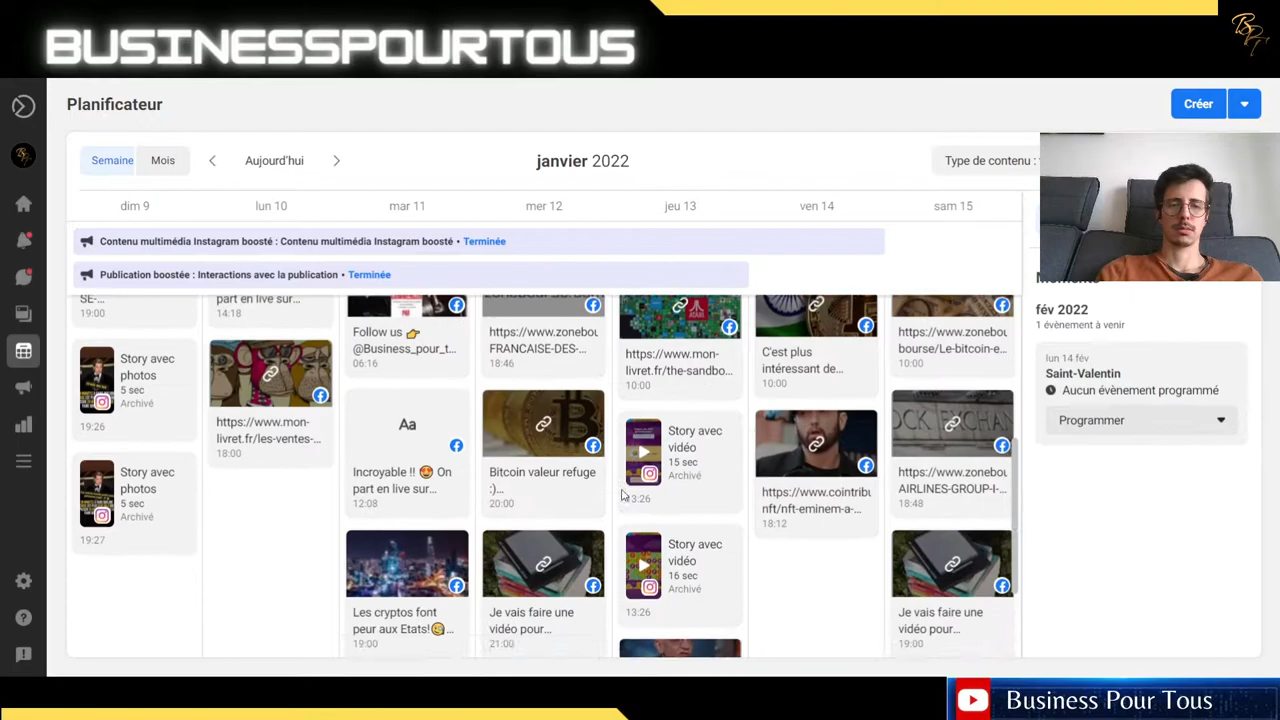 BUSINESSPOURTOUS
Planificateur
Créer
Semaine
Mois
Aujourd'hui
janvier 2022
Type de contenu :
dim 9
lun 10
mar 11
mer 12
jeu 13
ven 14
sam 15
Contenu multimédia Instagram boosté : Contenu multimédia Instagram boosté • Terminée
Publication boostée : Interactions avec la publication • Terminée
SE-...
19:00
Story avec
photos
5 sec
Archivé
19:26
Story avec
photos
5 sec
Archivé
19:27
part en live sur...
14:18
https://www.mon-
livret.fr/les-ventes-...
18:00
Follow us 👉
@Business_pour_t...
06:16
Aa
Incroyable !! 🤩 On
part en live sur...
12:08
Les cryptos font
peur aux Etats!🧐...
19:00
https://www.zonebou
FRANCAISE-DES-...
18:46
Bitcoin valeur refuge
:)...
20:00
Je vais faire une
vidéo pour...
21:00
ATARI
https://www.mon-
livret.fr/the-sandbo...
10:00
Story avec
vidéo
15 sec
Archivé
13:26
Story avec
vidéo
16 sec
Archivé
13:26
C'est plus
intéressant de...
10:00
https://www.cointribu
nft/nft-eminem-a-...
18:12
https://www.zonebou
bourse/Le-bitcoin-e...
10:00
OCK EXCHAN
https://www.zonebou
AIRLINES-GROUP-I-...
18:48
Je vais faire une
vidéo pour...
19:00
Moments
fév 2022
1 évènement à venir
lun 14 fév
Saint-Valentin
Aucun évènement programmé
Programmer
Business Pour Tous